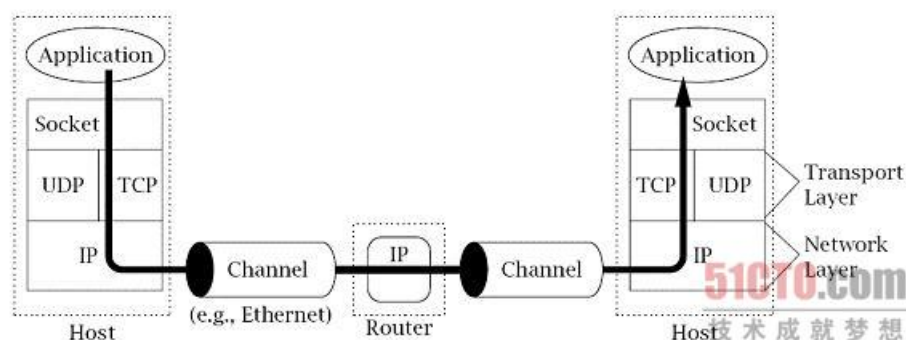 Application
Socket
UDP TCP
IP
Host
Channel
(e.g., Ethernet)
IP
Router
Channel
Application
Socket
TCP UDP
IP
Host
Transport
Layer
Network
Layer
51CTO.com
技术成就梦想